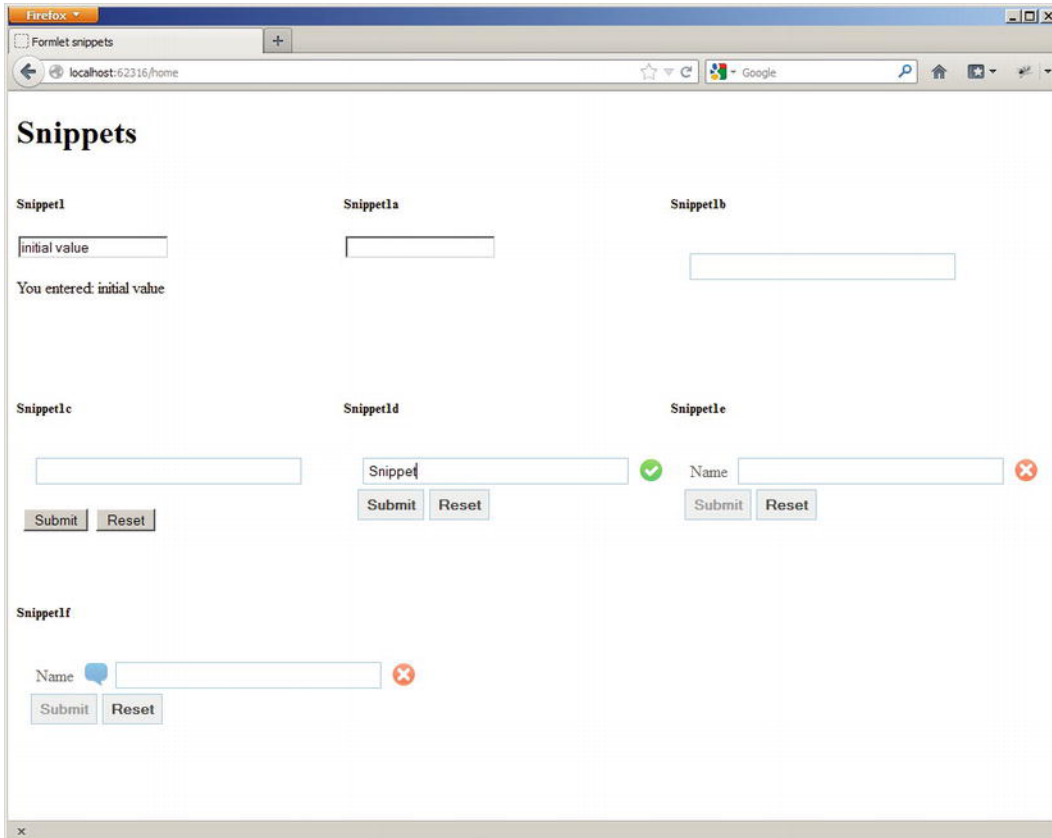 Firefox
Formlet snippets
localhost:62316/home
Google
Snippets
Snippet1
Snippet1a
Snippet1b
initial value
You entered: initial value
Snippet1c
Snippet1d
Snippet1e
Snippet
Name
Submit Reset
Submit Reset
Submit Reset
Snippet1f
Name
Submit Reset